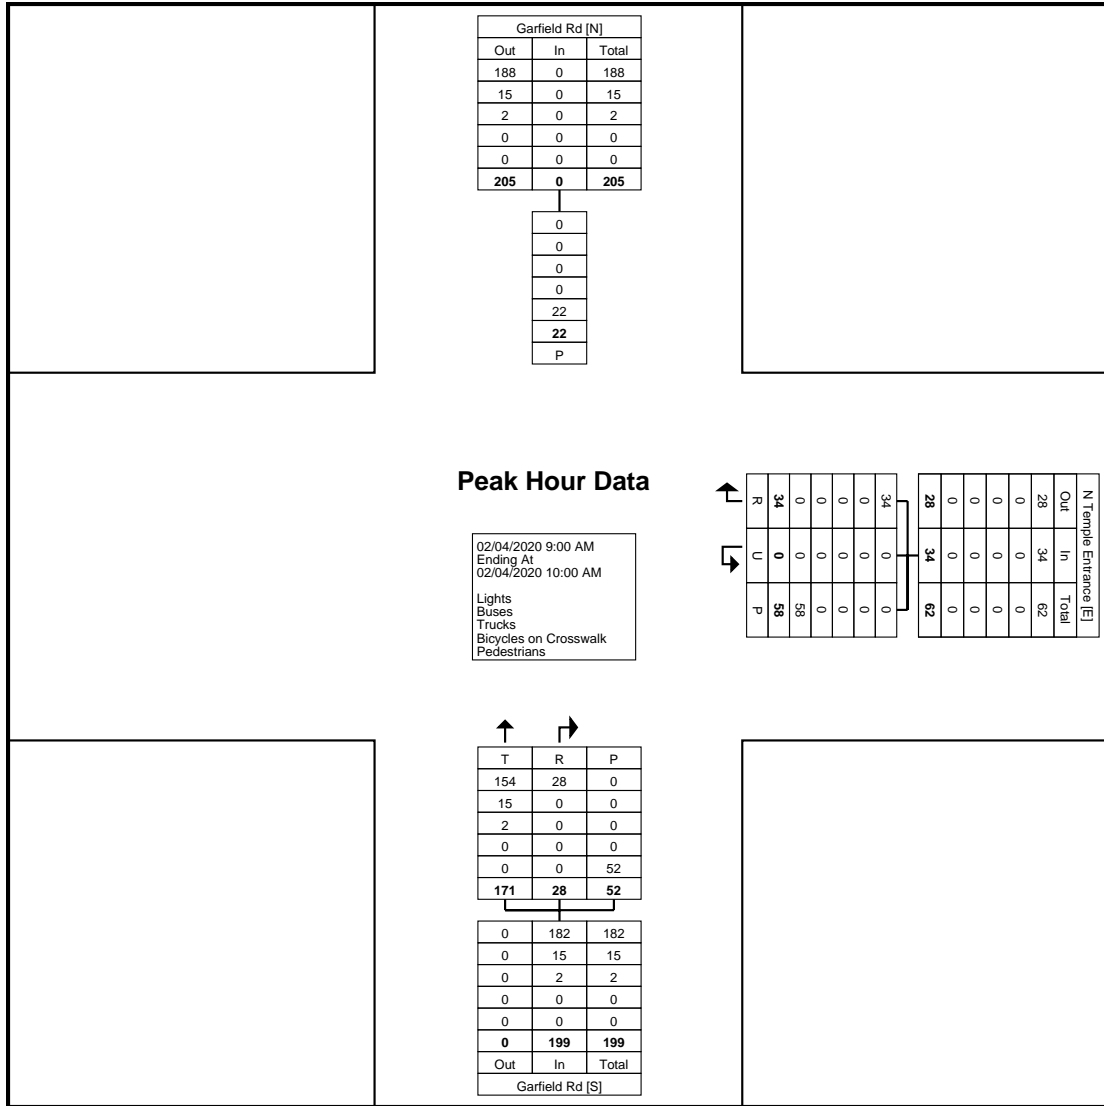 Garfield Rd [N]
Out In Total
188 0 188
15 0 15
2 0 2
0 0 0
0 0 0
205 0 205
0
0
0
0
22
22
P
Peak Hour Data
02/04/2020 9:00 AM
Ending At
02/04/2020 10:00 AM
Lights
Buses
Trucks
Bicycles on Crosswalk
Pedestrians
N Temple Entrance [E]
Out In Total
28 34 62
0 0 0
0 0 0
0 0 0
0 0 0
28 34 62
34 0 0
0 0 0
0 0 0
0 0 0
0 0 58
34 0 58
R U P
T R P
154 28 0
15 0 0
2 0 0
0 0 0
0 0 52
171 28 52
0 182 182
0 15 15
0 2 2
0 0 0
0 0 0
0 199 199
Out In Total
Garfield Rd [S]